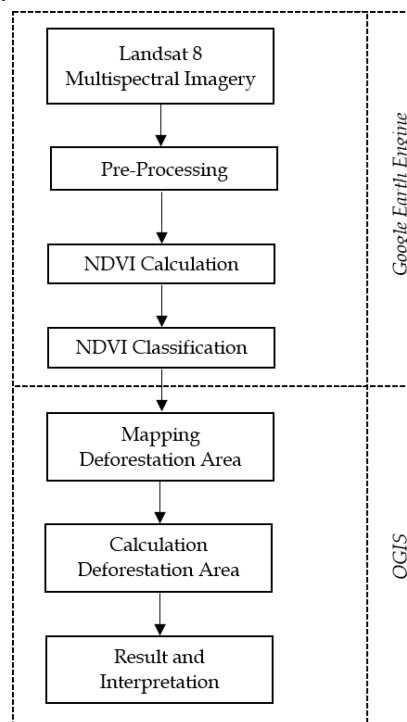 Landsat 8
Multispectral Imagery
Pre-Processing
NDVI Calculation
NDVI Classification
Google Earth Engine
Mapping
Deforestation Area
Calculation
Deforestation Area
Result and
Interpretation
QGIS